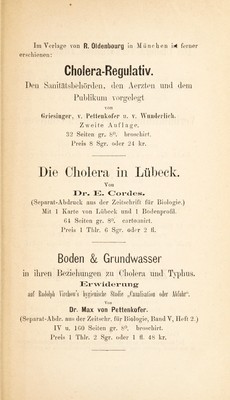 Im Verlage von R. Oldenbourg in München ist ferner
erschienen:
Cholera-Regulativ.
Den Sanitätsbehörden, den Aerzten und dem
Publikum vorgelegt
von
Griesinger, v. Pettenkofer u. v. Wunderlich.
Zweite Auflage.
32 Seiten gr. 8⁰. broschirt.
Preis 8 Sgr. oder 24 kr.
Die Cholera in Lübeck.
Von
Dr. E. Cordes.
(Separat-Abdruck aus der Zeitschrift für Biologie.)
Mit 1 Karte von Lübeck und 1 Bodenprofil.
64 Seiten gr. 8⁰. cartonnirt.
Preis 1 Thlr. 6 Sgr. oder 2 fl.
Boden & Grundwasser
in ihren Beziehungen zu Cholera und Typhus.
Erwiderung
auf Rudolph Virchow's hygienische Studie „Canalisation oder Abfuhr".
Von
Dr. Max von Pettenkofer.
(Separat-Abdr. aus der Zeitschr. für Biologie, Band V, Heft 2.)
IV u. 160 Seiten gr. 8⁰. broschirt.
Preis 1 Thlr. 2 Sgr. oder 1 fl. 48 kr.